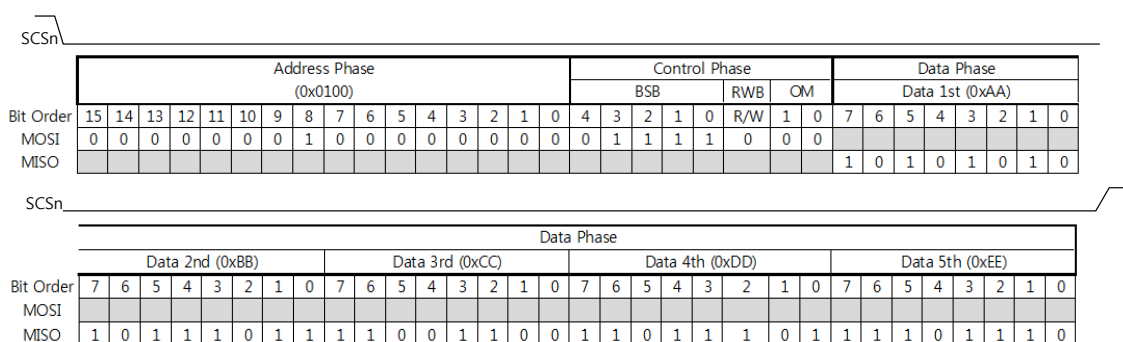 SCSn
Address Phase Control Phase Data Phase
(0x0100) BSB RWB OM Data 1st (0xAA)
Bit Order 15 14 13 12 11 10 9 8 7 6 5 4 3 2 1 0 4 3 2 1 0 R/W 1 0 7 6 5 4 3 2 1 0
MOSI 0 0 0 0 0 0 0 1 0 0 0 0 0 0 0 0 0 1 1 1 1 0 0 0
MISO 1 0 1 0 1 0 1 0
SCSn
Data Phase
Data 2nd (0xBB) Data 3rd (0xCC) Data 4th (0xDD) Data 5th (0xEE)
Bit Order 7 6 5 4 3 2 1 0 7 6 5 4 3 2 1 0 7 6 5 4 3 2 1 0 7 6 5 4 3 2 1 0
MOSI
MISO 1 0 1 1 1 0 1 1 1 1 0 0 1 1 0 0 1 1 0 1 1 1 0 1 1 1 1 0 1 1 1 0